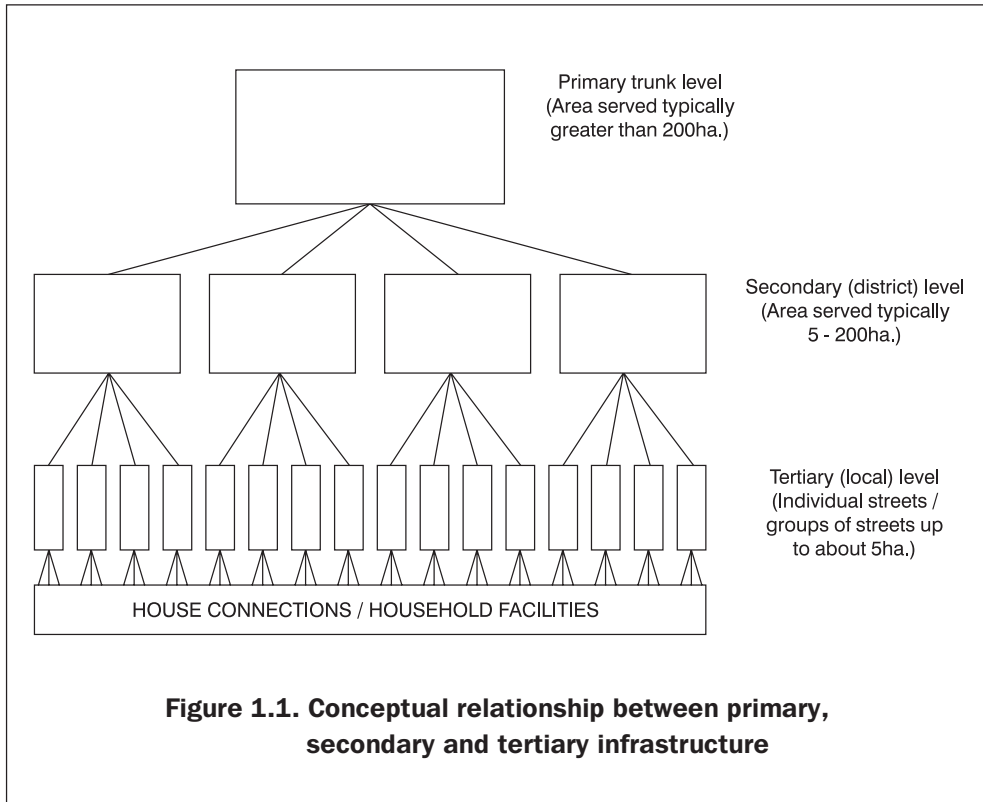 Primary trunk level
(Area served typically
greater than 200ha.)
Secondary (district) level
(Area served typically
5 - 200ha.)
Tertiary (local) level
(Individual streets /
groups of streets up
to about 5ha.)
HOUSE CONNECTIONS / HOUSEHOLD FACILITIES
Figure 1.1. Conceptual relationship between primary,
secondary and tertiary infrastructure